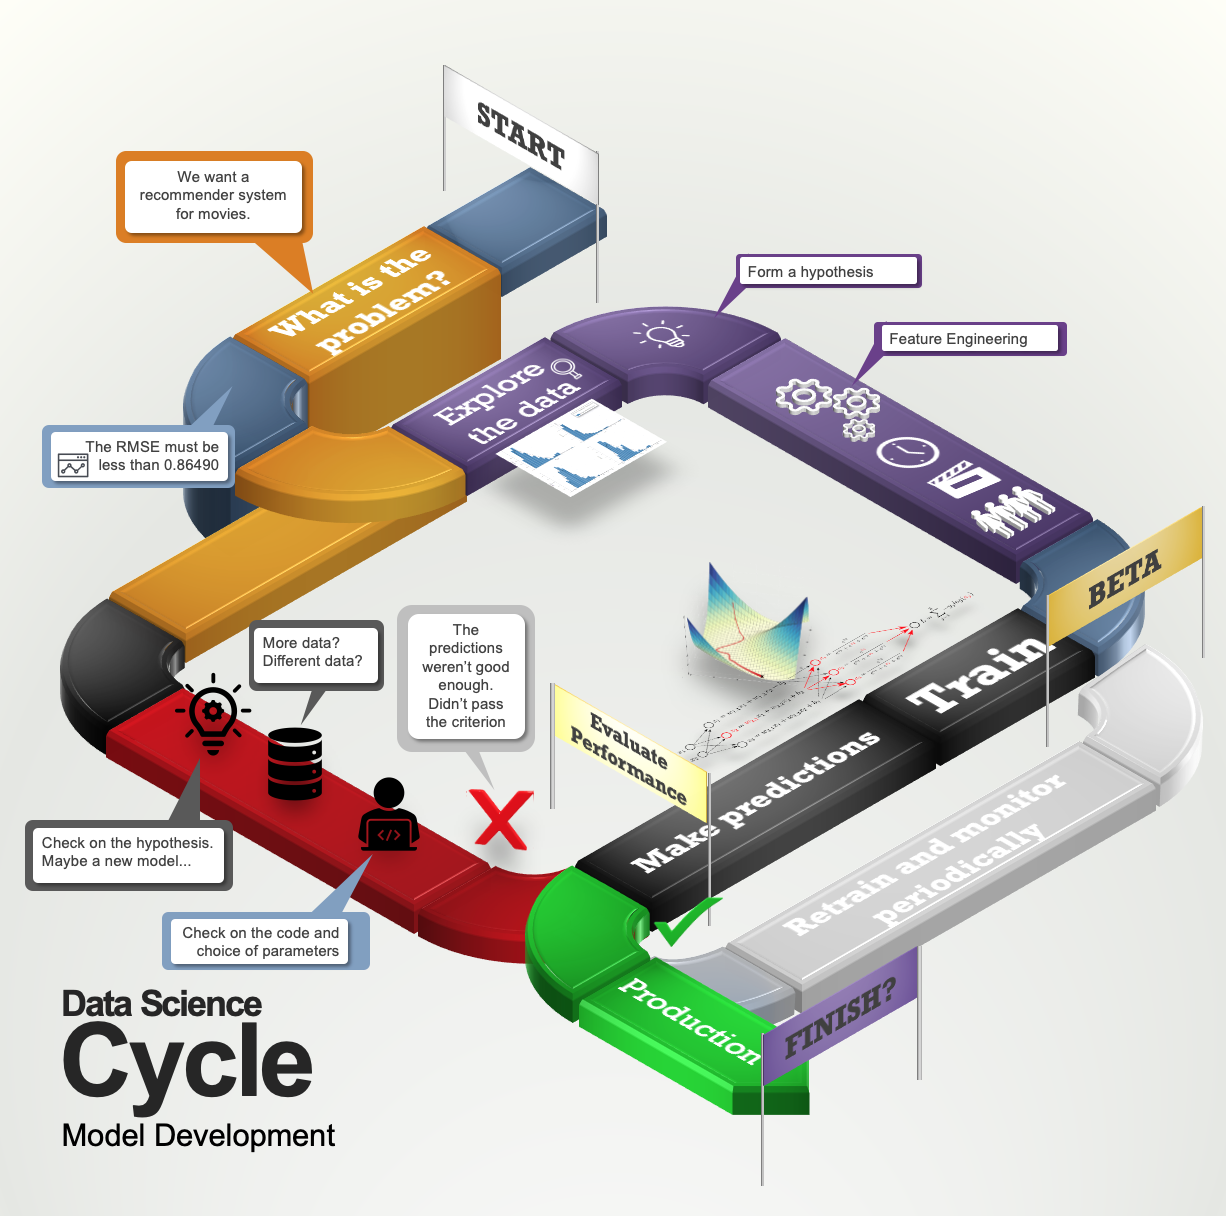 START
We want a
recommender system
for movies.
What is the
problem?
Form a hypothesis
Feature Engineering
Explore
the data
The RMSE must be
less than 0.86490
BETA
More data?
Different data?
The
predictions
weren't good
enough.
Didn't pass
the criterion
Train
Evaluate
Performance
Make predictions
Retrain and monitor
periodically
Check on the hypothesis.
Maybe a new model...
</>
Check on the code and
choice of parameters
Production
FINISH?
Data Science
Cycle
Model Development